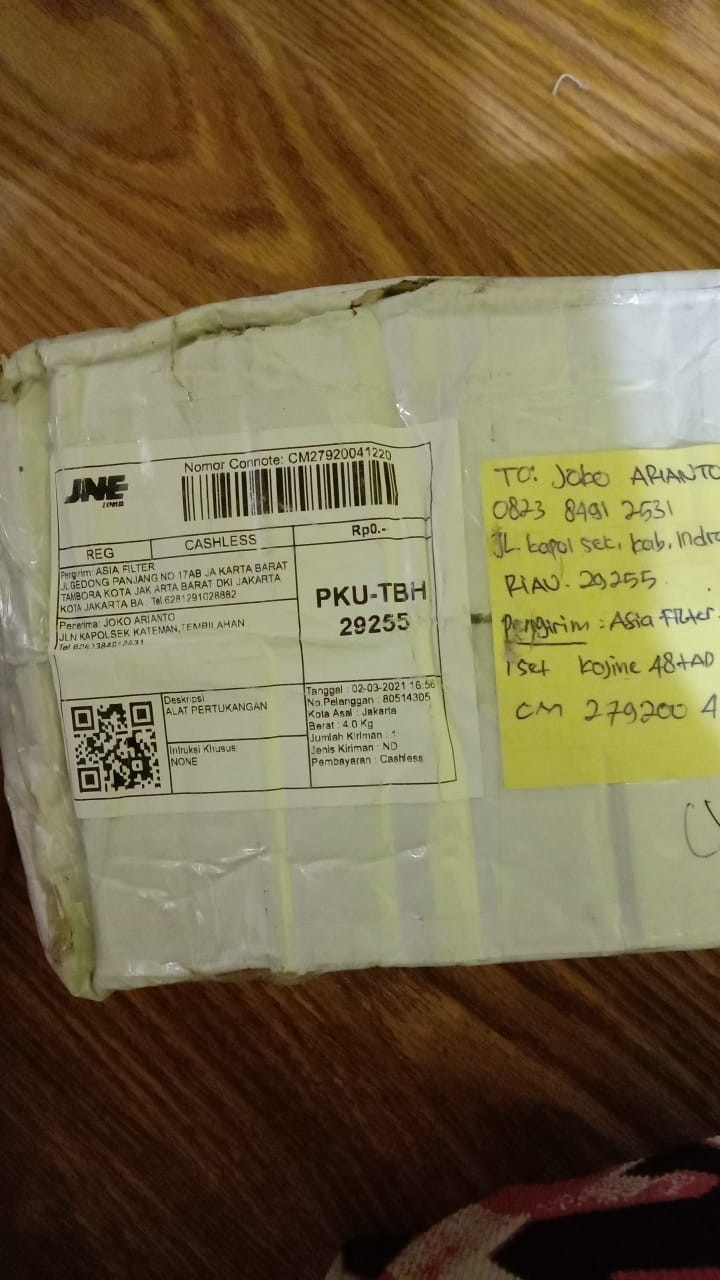 JNE
EXPRESS
Nomor Connote: CM27920041220
REG
CASHLESS
Rp0.-
Pengirim: ASIA FILTER
JL.GEDONG PANJANG NO 17AB JA KARTA BARAT
TAMBORA KOTA JAK ARTA BARAT DKI JAKARTA
KOTA JAKARTA BA Tel.6281291028882
Penerima: JOKO ARIANTO
JLN KAPOLSEK KATEMAN,TEMBILAHAN
PKU-TBH
29255
Deskripsi
ALAT PERTUKANGAN
Intruksi Khusus:
NONE
Tanggal : 02-03-2021 16:56
No.Pelanggan : 80514305
Kota Asal : Jakarta
Berat : 4.0 Kg
Jumlah Kiriman : 1
Jenis Kiriman : ND
Pembayaran : Cashless
TO: Joko ARIANTO
0823 8491 2531
JL. kapol sek, kab. Indra
RIAU. 29255
Pengirim : Asia Filter.
1 set kojine 48+AD
CM 279200 4